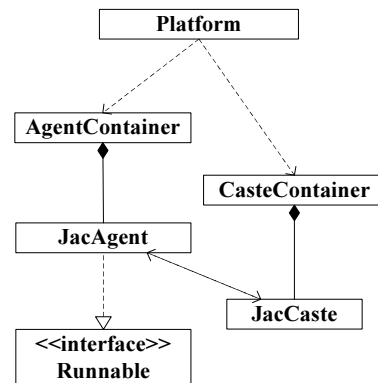 Platform
AgentContainer
CasteContainer
JacAgent
JacCaste
<<interface>>
Runnable